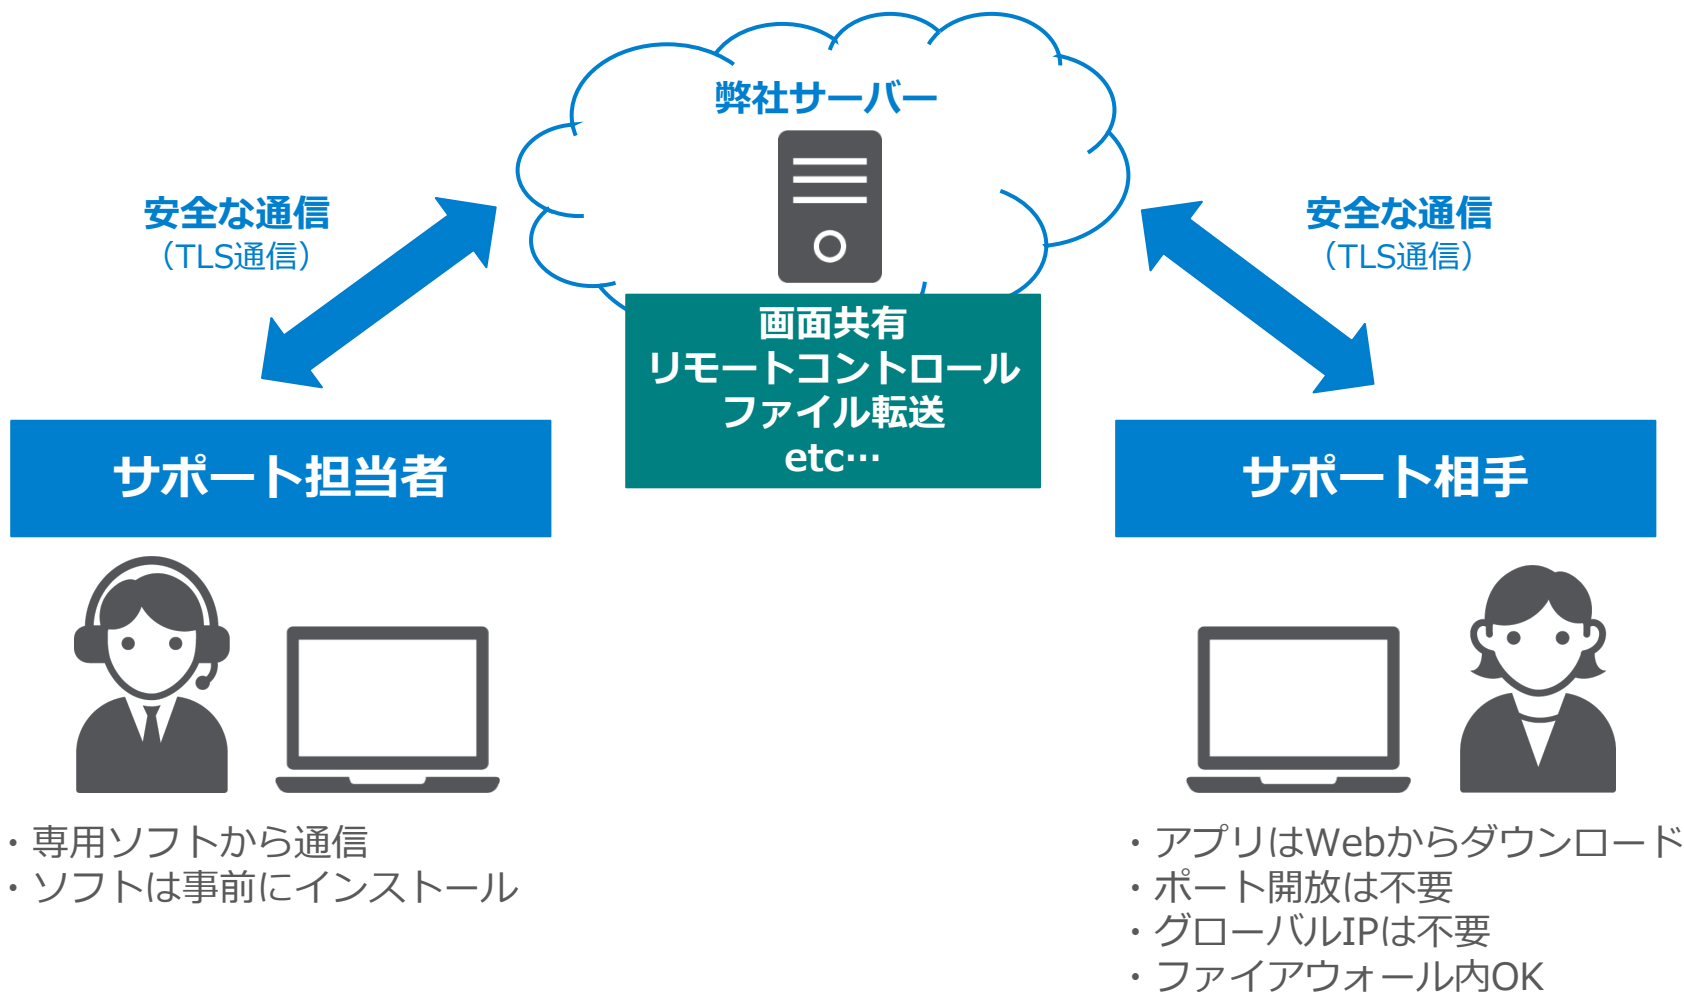 弊社サーバー
安全な通信
（TLS通信）
安全な通信
（TLS通信）
画面共有
リモートコントロール
ファイル転送
etc…
サポート担当者
サポート相手
・専用ソフトから通信
・ソフトは事前にインストール
・アプリはWebからダウンロード
・ポート開放は不要
・グローバルIPは不要
・ファイアウォール内OK